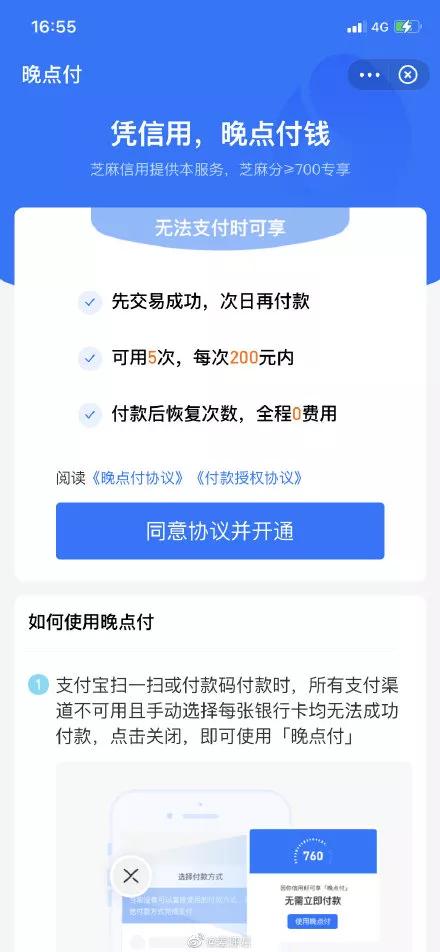 16:55
4G
晚点付
凭信用，晚点付钱
芝麻信用提供本服务，芝麻分≥700专享
无法支付时可享
先交易成功，次日再付款
可用5次，每次200元内
付款后恢复次数，全程0费用
阅读《晚点付协议》《付款授权协议》
同意协议并开通
如何使用晚点付
1 支付宝扫一扫或付款码付款时，所有支付渠
道不可用且手动选择每张银行卡均无法成功
付款，点击关闭，即可使用「晚点付」
760
选择付款方式
因你信用好可享「晚点付」
无需立即付款
使用晚点付